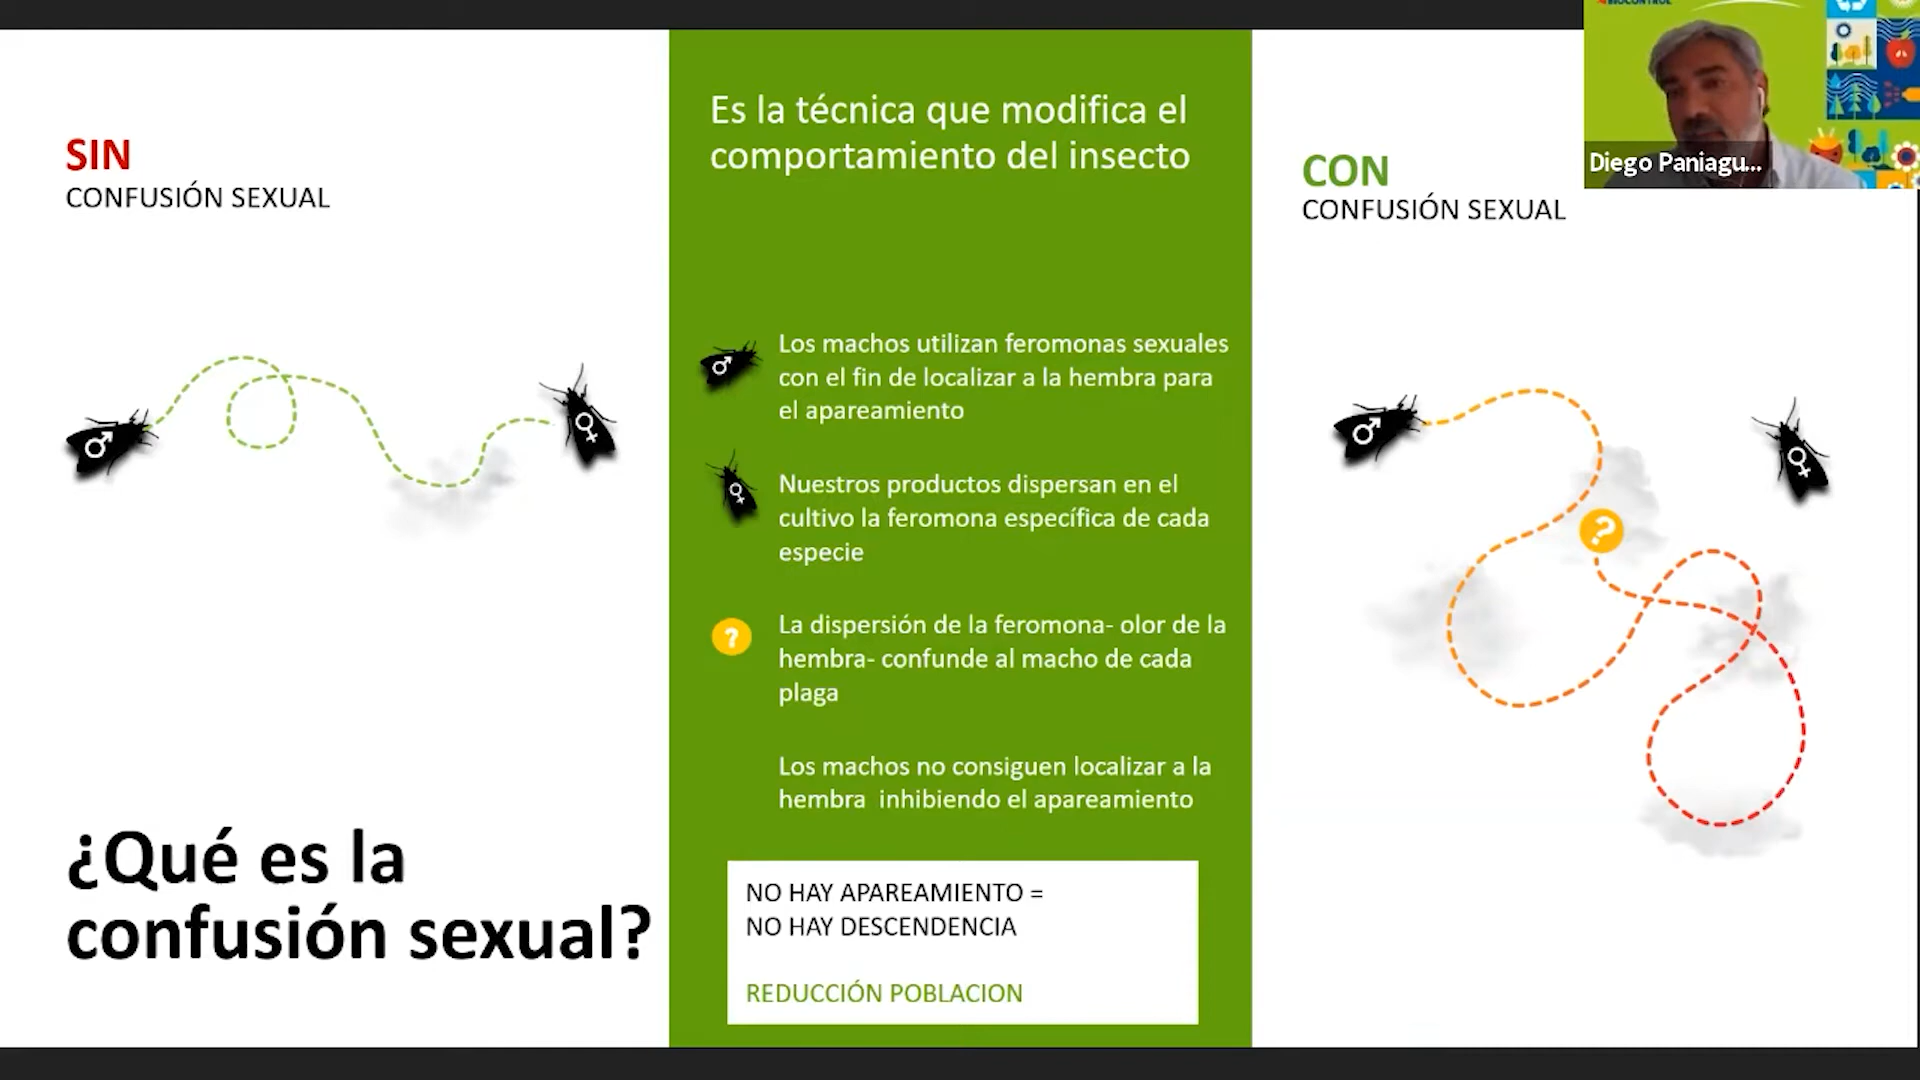 SIN
CONFUSIÓN SEXUAL
¿Qué es la
confusión sexual?
Es la técnica que modifica el
comportamiento del insecto
Los machos utilizan feromonas sexuales
con el fin de localizar a la hembra para
el apareamiento
Nuestros productos dispersan en el
cultivo la feromona específica de cada
especie
?
La dispersión de la feromona- olor de la
hembra- confunde al macho de cada
plaga
Los machos no consiguen localizar a la
hembra inhibiendo el apareamiento
NO HAY APAREAMIENTO =
NO HAY DESCENDENCIA
REDUCCIÓN POBLACION
CON
CONFUSIÓN SEXUAL
?
BIOCONTROL
Diego Paniagu...